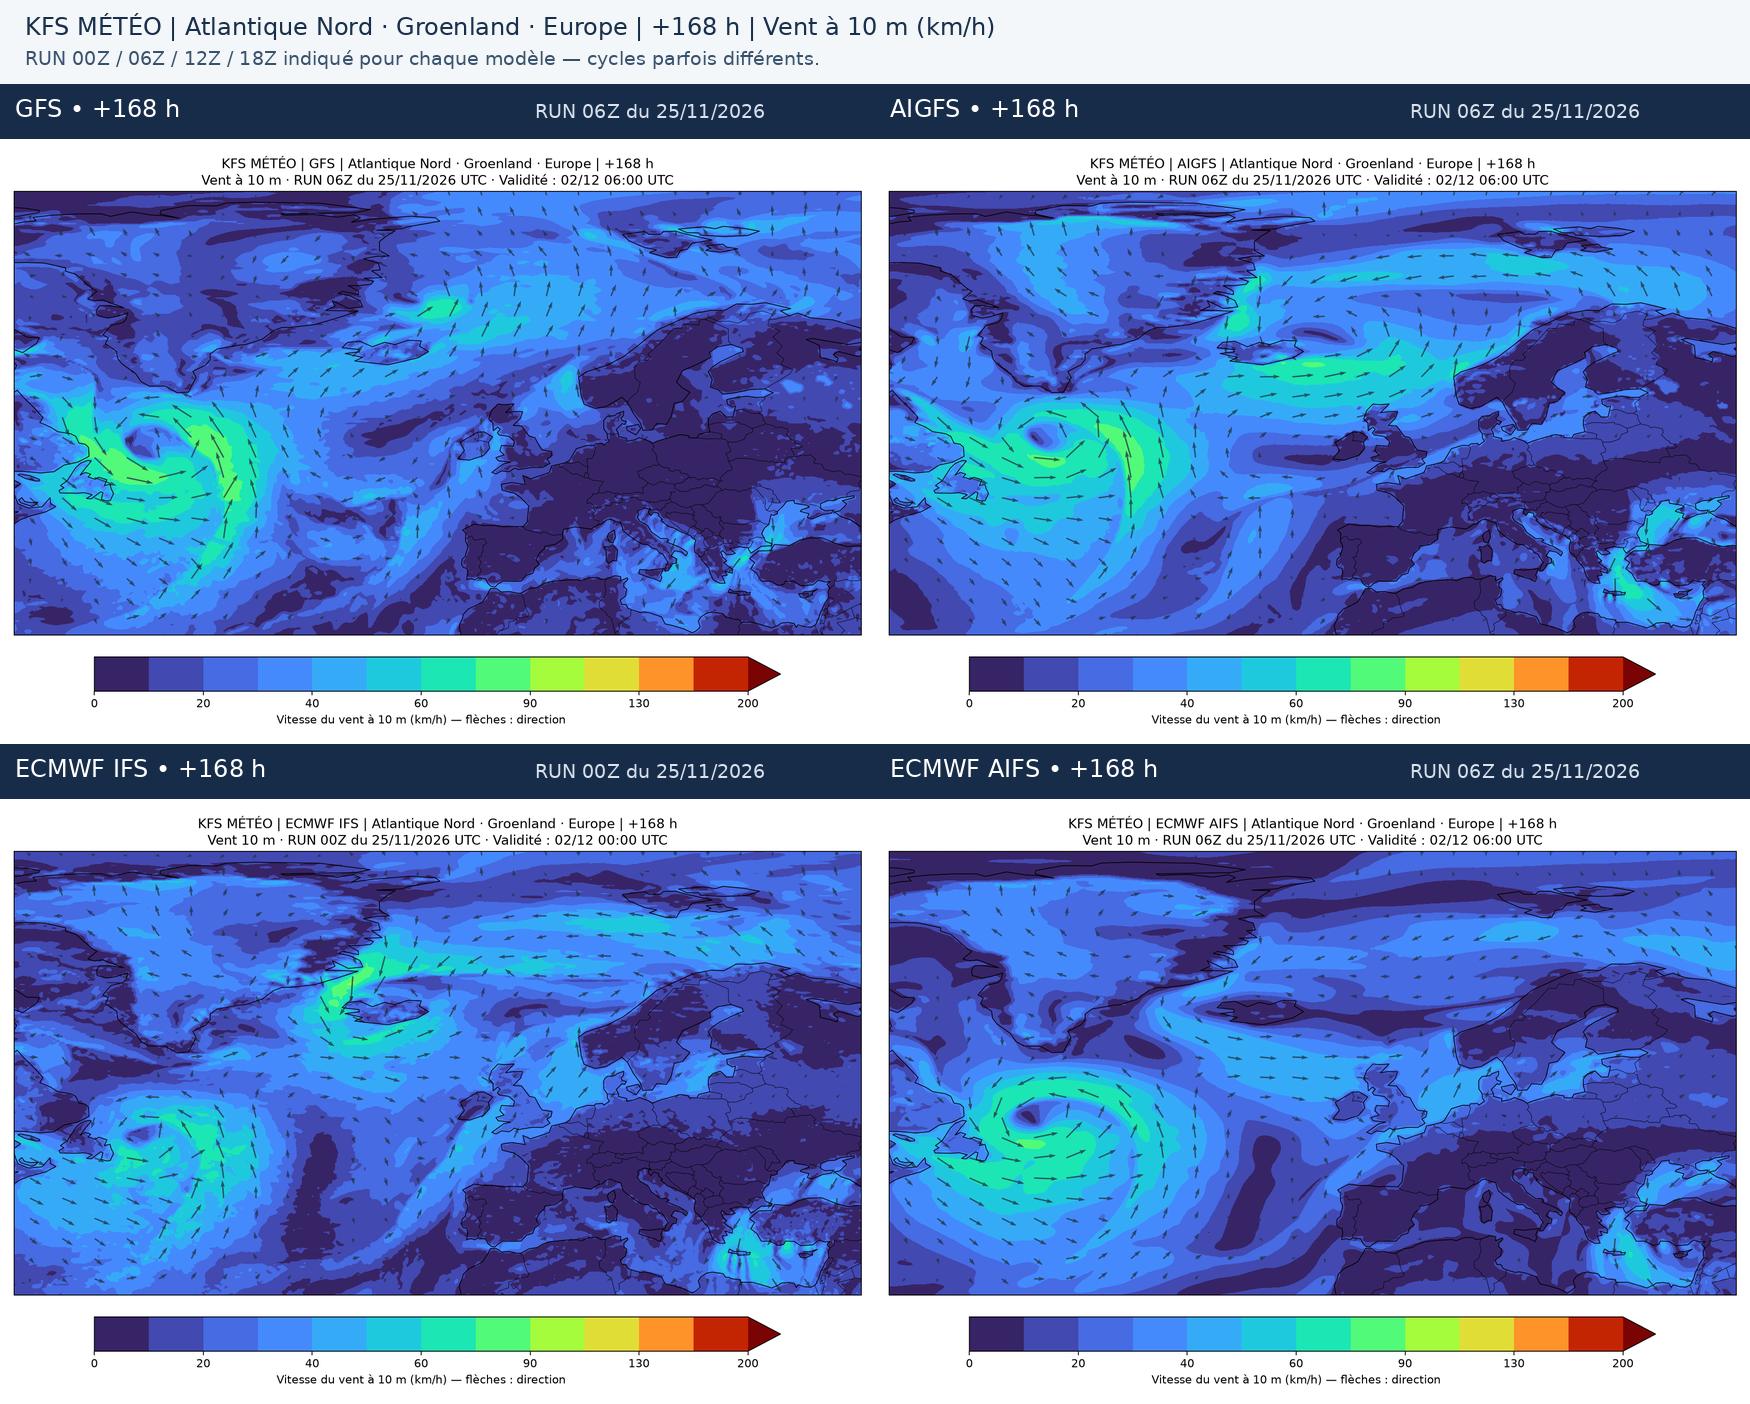 KFS MÉTÉO | Atlantique Nord · Groenland · Europe | +168 h | Vent à 10 m (km/h)
RUN 00Z / 06Z / 12Z / 18Z indiqué pour chaque modèle — cycles parfois différents.
GFS • +168 h
RUN 06Z du 25/11/2026
KFS MÉTÉO | GFS | Atlantique Nord · Groenland · Europe | +168 h
Vent à 10 m · RUN 06Z du 25/11/2026 UTC · Validité : 02/12 06:00 UTC
0 20 40 60 90 130 200
Vitesse du vent à 10 m (km/h) — flèches : direction
AIGFS • +168 h
RUN 06Z du 25/11/2026
KFS MÉTÉO | AIGFS | Atlantique Nord · Groenland · Europe | +168 h
Vent à 10 m · RUN 06Z du 25/11/2026 UTC · Validité : 02/12 06:00 UTC
0 20 40 60 90 130 200
Vitesse du vent à 10 m (km/h) — flèches : direction
ECMWF IFS • +168 h
RUN 00Z du 25/11/2026
KFS MÉTÉO | ECMWF IFS | Atlantique Nord · Groenland · Europe | +168 h
Vent 10 m · RUN 00Z du 25/11/2026 UTC · Validité : 02/12 00:00 UTC
0 20 40 60 90 130 200
Vitesse du vent à 10 m (km/h) — flèches : direction
ECMWF AIFS • +168 h
RUN 06Z du 25/11/2026
KFS MÉTÉO | ECMWF AIFS | Atlantique Nord · Groenland · Europe | +168 h
Vent 10 m · RUN 06Z du 25/11/2026 UTC · Validité : 02/12 06:00 UTC
0 20 40 60 90 130 200
Vitesse du vent à 10 m (km/h) — flèches : direction